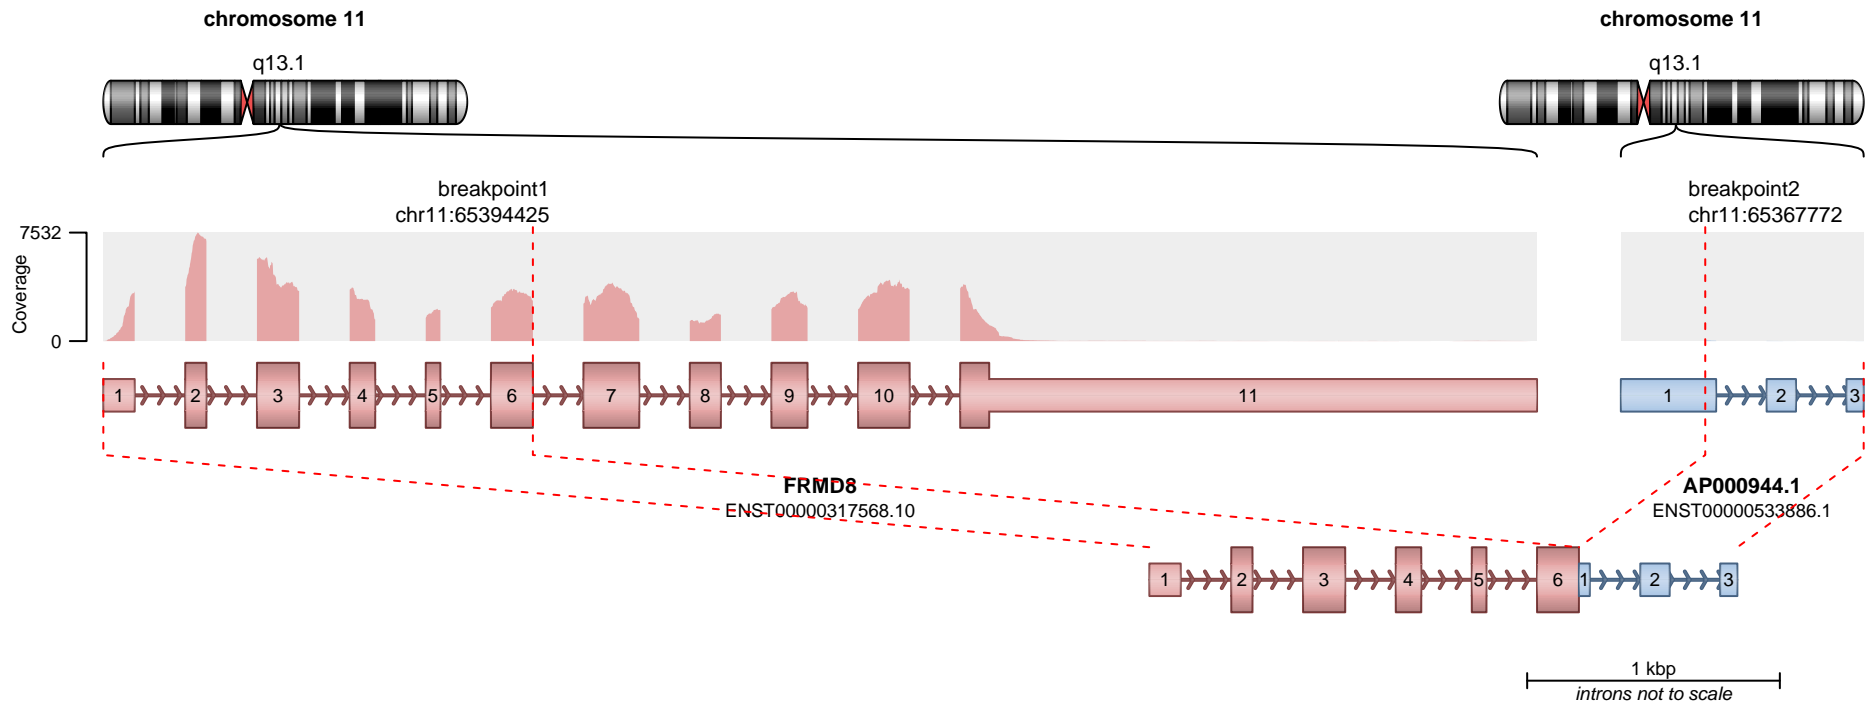 chromosome 11
chromosome 11
q13.1
q13.1
breakpoint1
chr11:65394425
breakpoint2
chr11:65367772
7532
Coverage
0
1 2 3 4 5 6 7 8 9 10 11
1 2 3
FRMD8
ENST00000317568.10
AP000944.1
ENST00000533886.1
1 2 3 4 5 6 1 2 3
1 kbp
introns not to scale